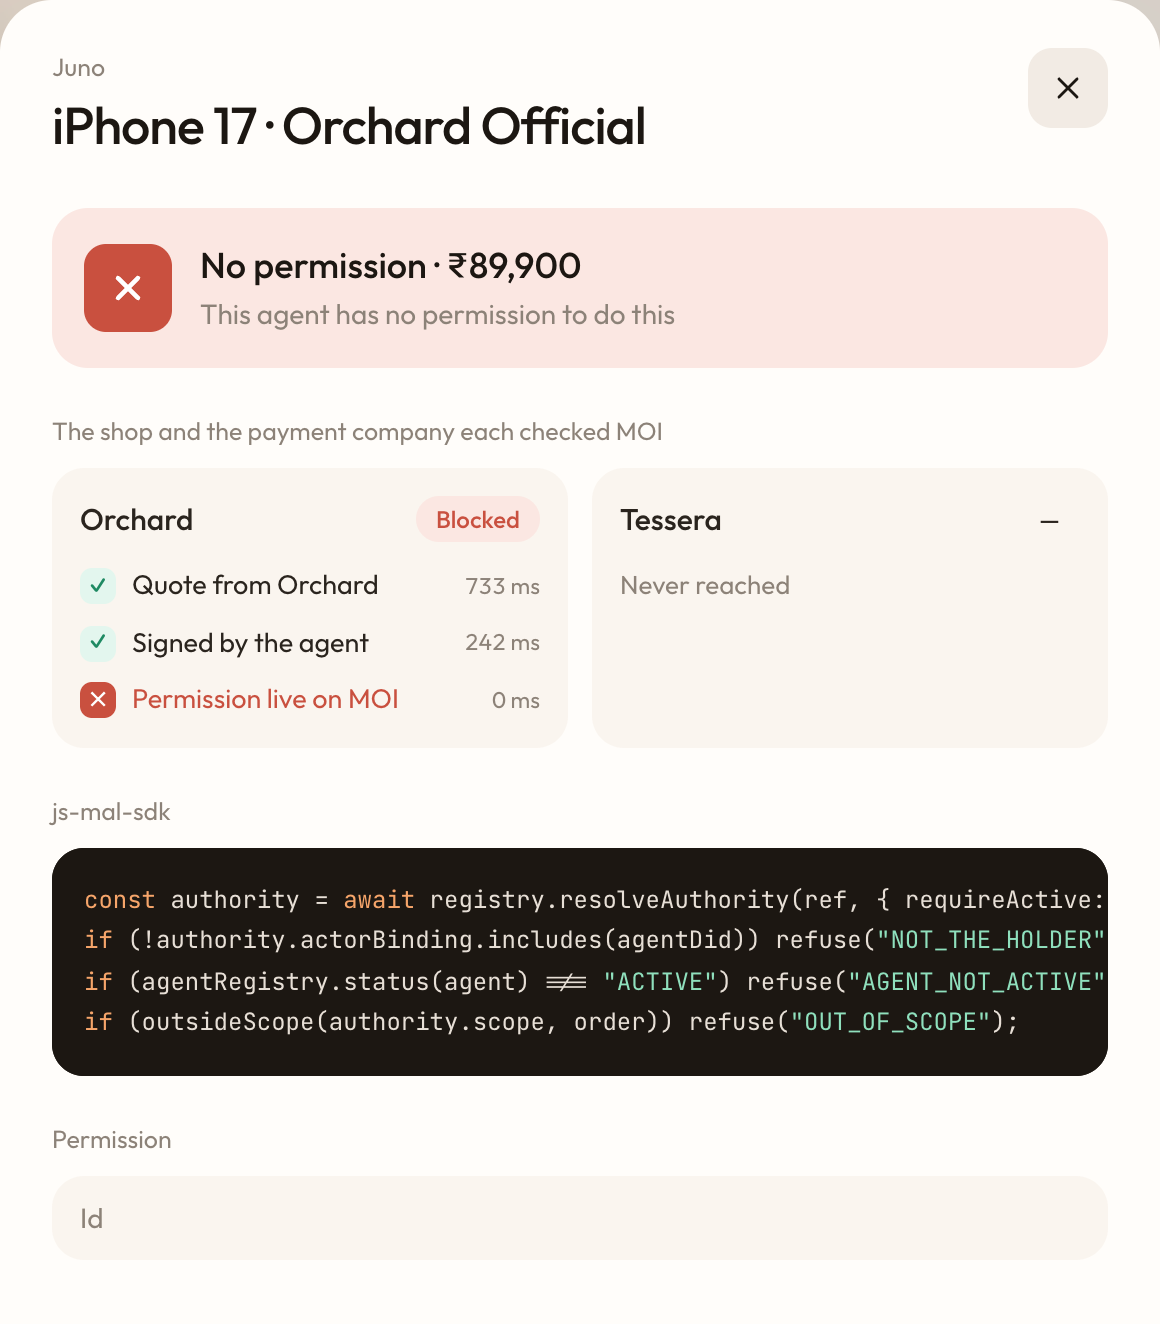 Juno
iPhone 17 · Orchard Official
No permission · ₹89,900
This agent has no permission to do this
The shop and the payment company each checked MOI
Orchard
Blocked
Quote from Orchard
733 ms
Signed by the agent
242 ms
Permission live on MOI
0 ms
Tessera
–
Never reached
js-mal-sdk
const authority = await registry.resolveAuthority(ref, { requireActive:
if (!authority.actorBinding.includes(agentDid)) refuse("NOT_THE_HOLDER"
if (agentRegistry.status(agent) !== "ACTIVE") refuse("AGENT_NOT_ACTIVE"
if (outsideScope(authority.scope, order)) refuse("OUT_OF_SCOPE");
Permission
Id